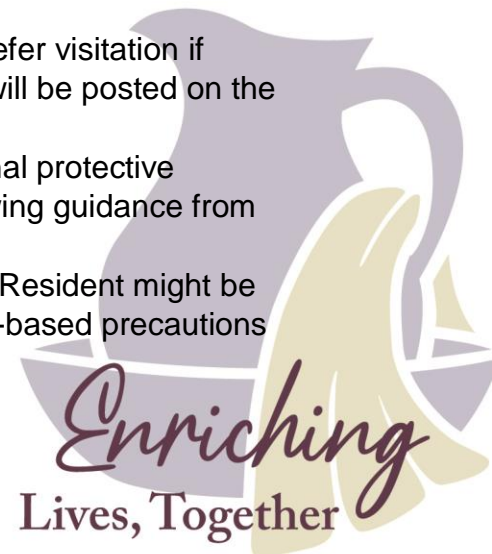 efer visitation if
will be posted on the
nal protective
wing guidance from
Resident might be
-based precautions
Enriching
Lives, Together